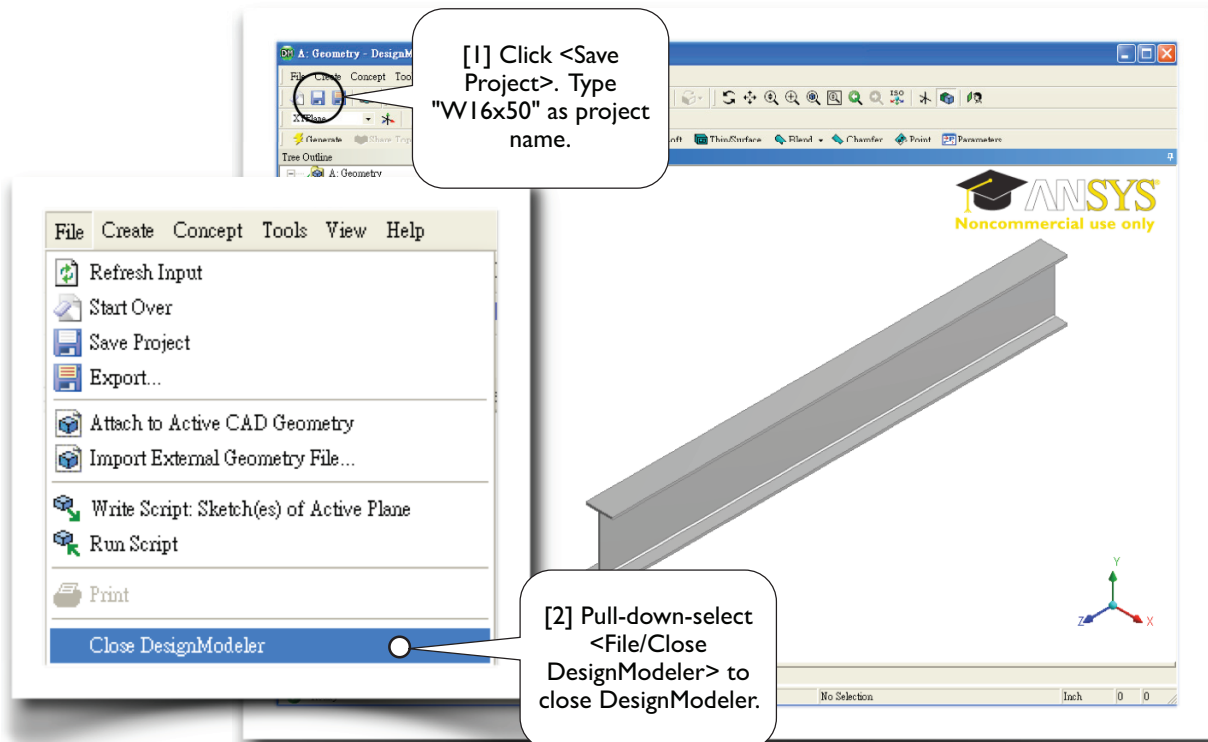 A: Geometry - DesignM
File Create Concept Too
[1] Click <Save
Project>. Type
"W16x50" as project
name.
ISO
XYPlane
Generate Share Top
oft Thin/Surface Blend Chamfer Point Parameters
Tree Outline
A: Geometry
ANSYS
Noncommercial use only
File Create Concept Tools View Help
Refresh Input
Start Over
Save Project
Export...
Attach to Active CAD Geometry
Import External Geometry File...
Write Script: Sketch(es) of Active Plane
Run Script
Print
Close DesignModeler
[2] Pull-down-select
<File/Close
DesignModeler> to
close DesignModeler.
Y
Z X
No Selection Inch 0 0